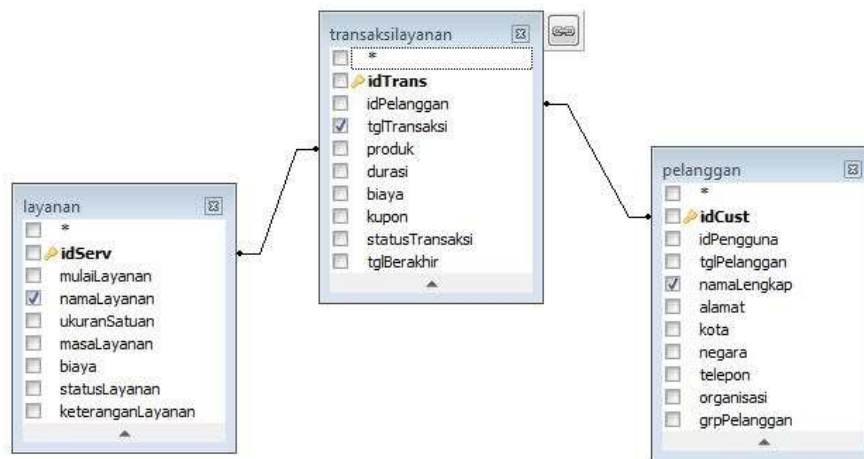 transaksilayanan
*
idTrans
idPelanggan
tglTransaksi
produk
durasi
biaya
kupon
statusTransaksi
tglBerakhir
layanan
*
idServ
mulaiLayanan
namaLayanan
ukuranSatuan
masaLayanan
biaya
statusLayanan
keteranganLayanan
pelanggan
*
idCust
idPengguna
tglPelanggan
namaLengkap
alamat
kota
negara
telepon
organisasi
grpPelanggan